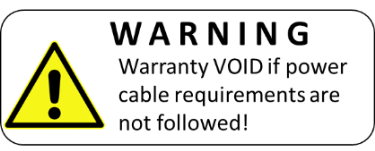 WARNING
Warranty VOID if power
cable requirements are
not followed!